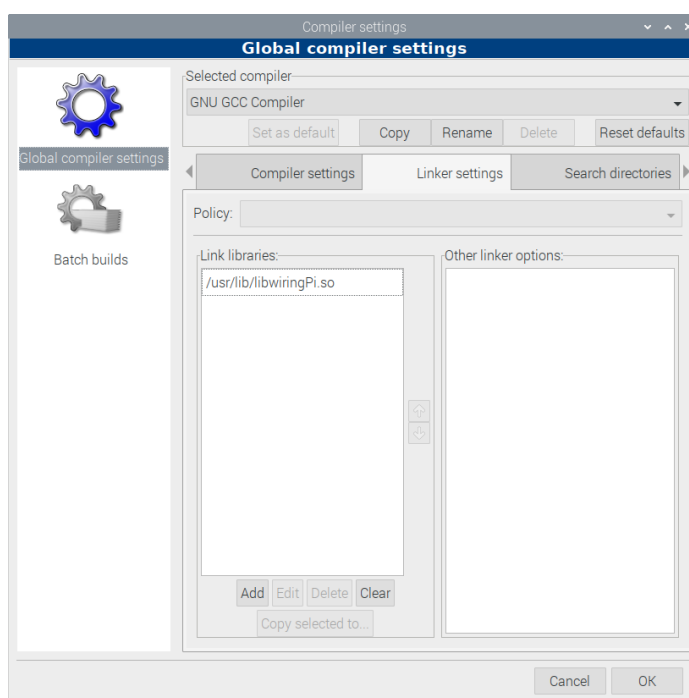 Compiler settings
Global compiler settings
Global compiler settings
Batch builds
Selected compiler
GNU GCC Compiler
Set as default Copy Rename Delete Reset defaults
Compiler settings Linker settings Search directories
Policy:
Link libraries:
/usr/lib/libwiringPi.so
Add Edit Delete Clear
Copy selected to...
Other linker options:
Cancel OK